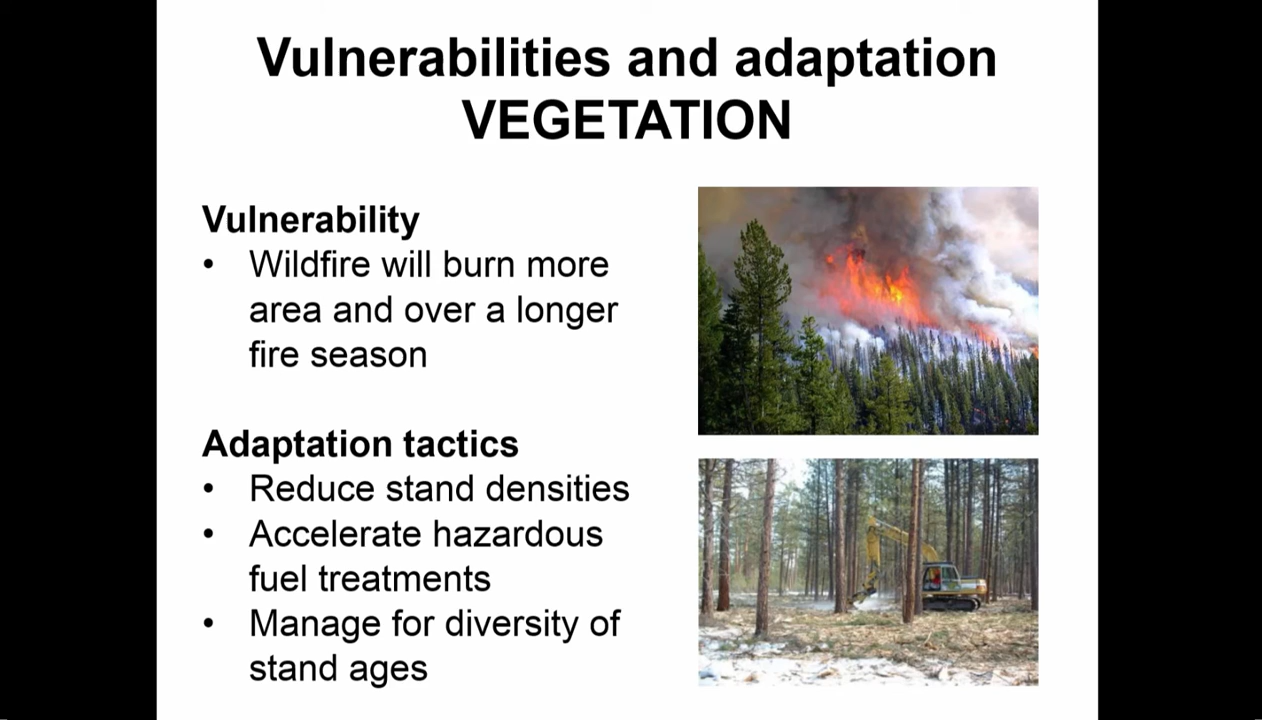 Vulnerabilities and adaptation
VEGETATION
Vulnerability
• Wildfire will burn more
area and over a longer
fire season
Adaptation tactics
• Reduce stand densities
• Accelerate hazardous
fuel treatments
• Manage for diversity of
stand ages